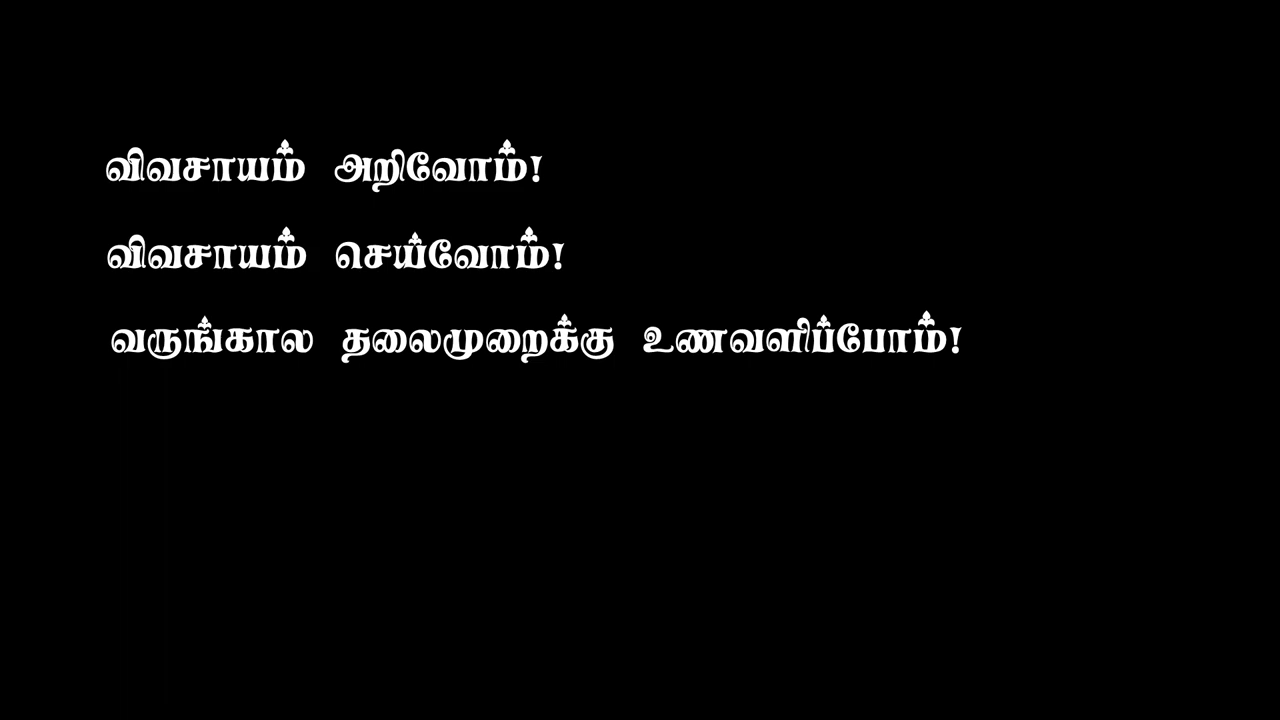 விவசாயம் அறிவோம்!
விவசாயம் செய்வோம்!
வருங்கால தலைமுறைக்கு உணவளிப்போம்!